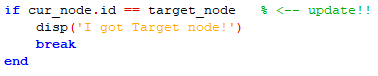 if cur_node.id == target_node   % <-- update!!
    disp('I got Target node!')
    break
end